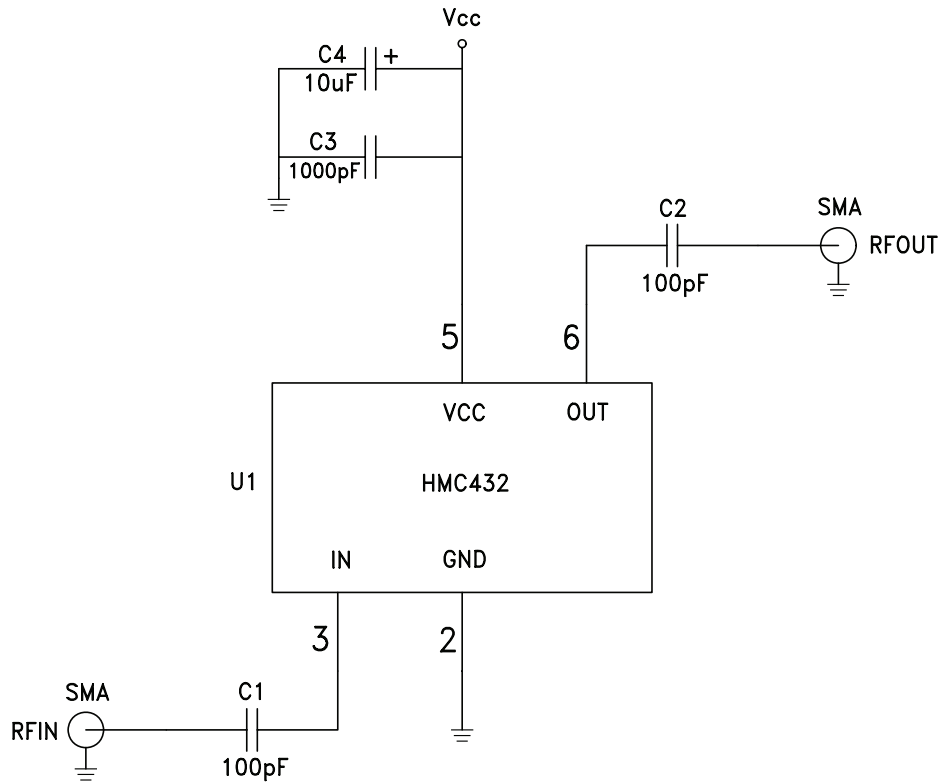 Vcc
C4 +
10uF
C3
1000pF
C2
SMA
RFOUT
100pF
5
6
VCC
OUT
U1
HMC432
IN
GND
3
2
SMA
C1
RFIN
100pF